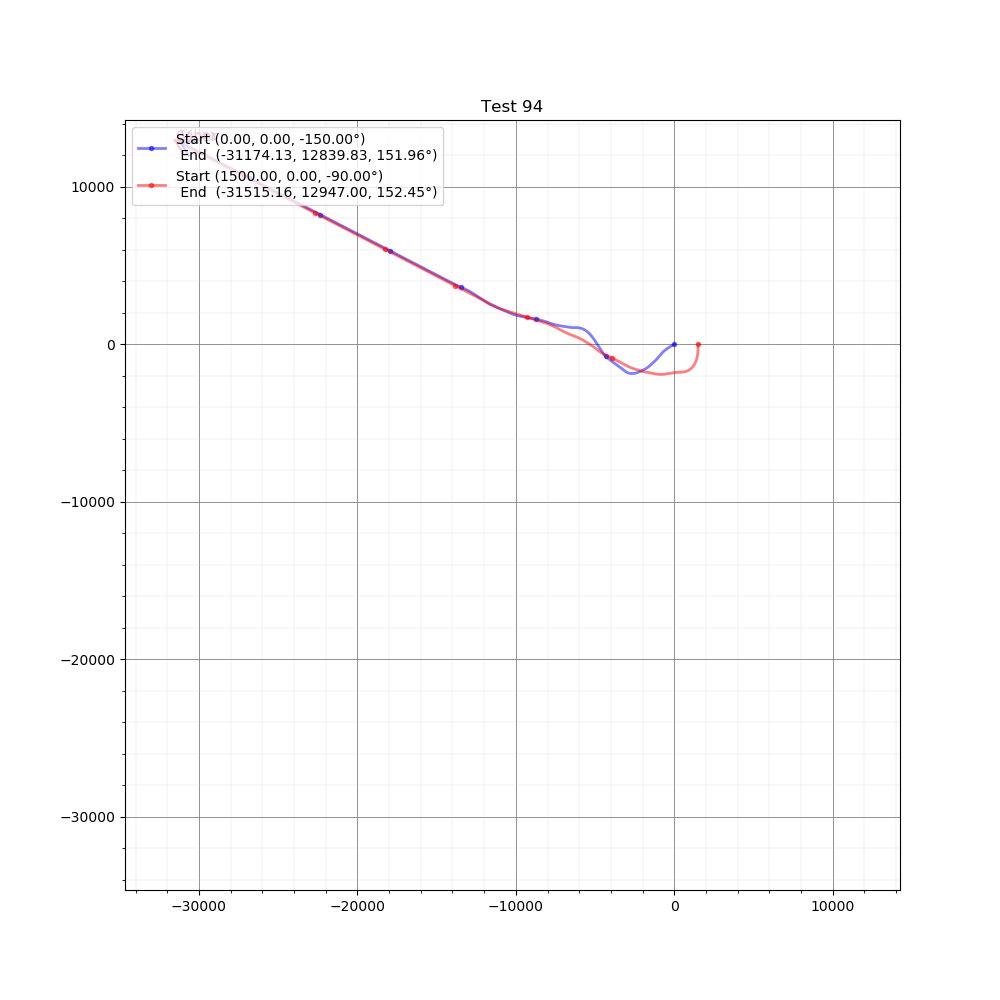 Test 94
Start (0.00, 0.00, -150.00°)
End (-31174.13, 12839.83, 151.96°)
Start (1500.00, 0.00, -90.00°)
End (-31515.16, 12947.00, 152.45°)
10000
0
−10000
−20000
−30000
−30000
−20000
−10000
0
10000